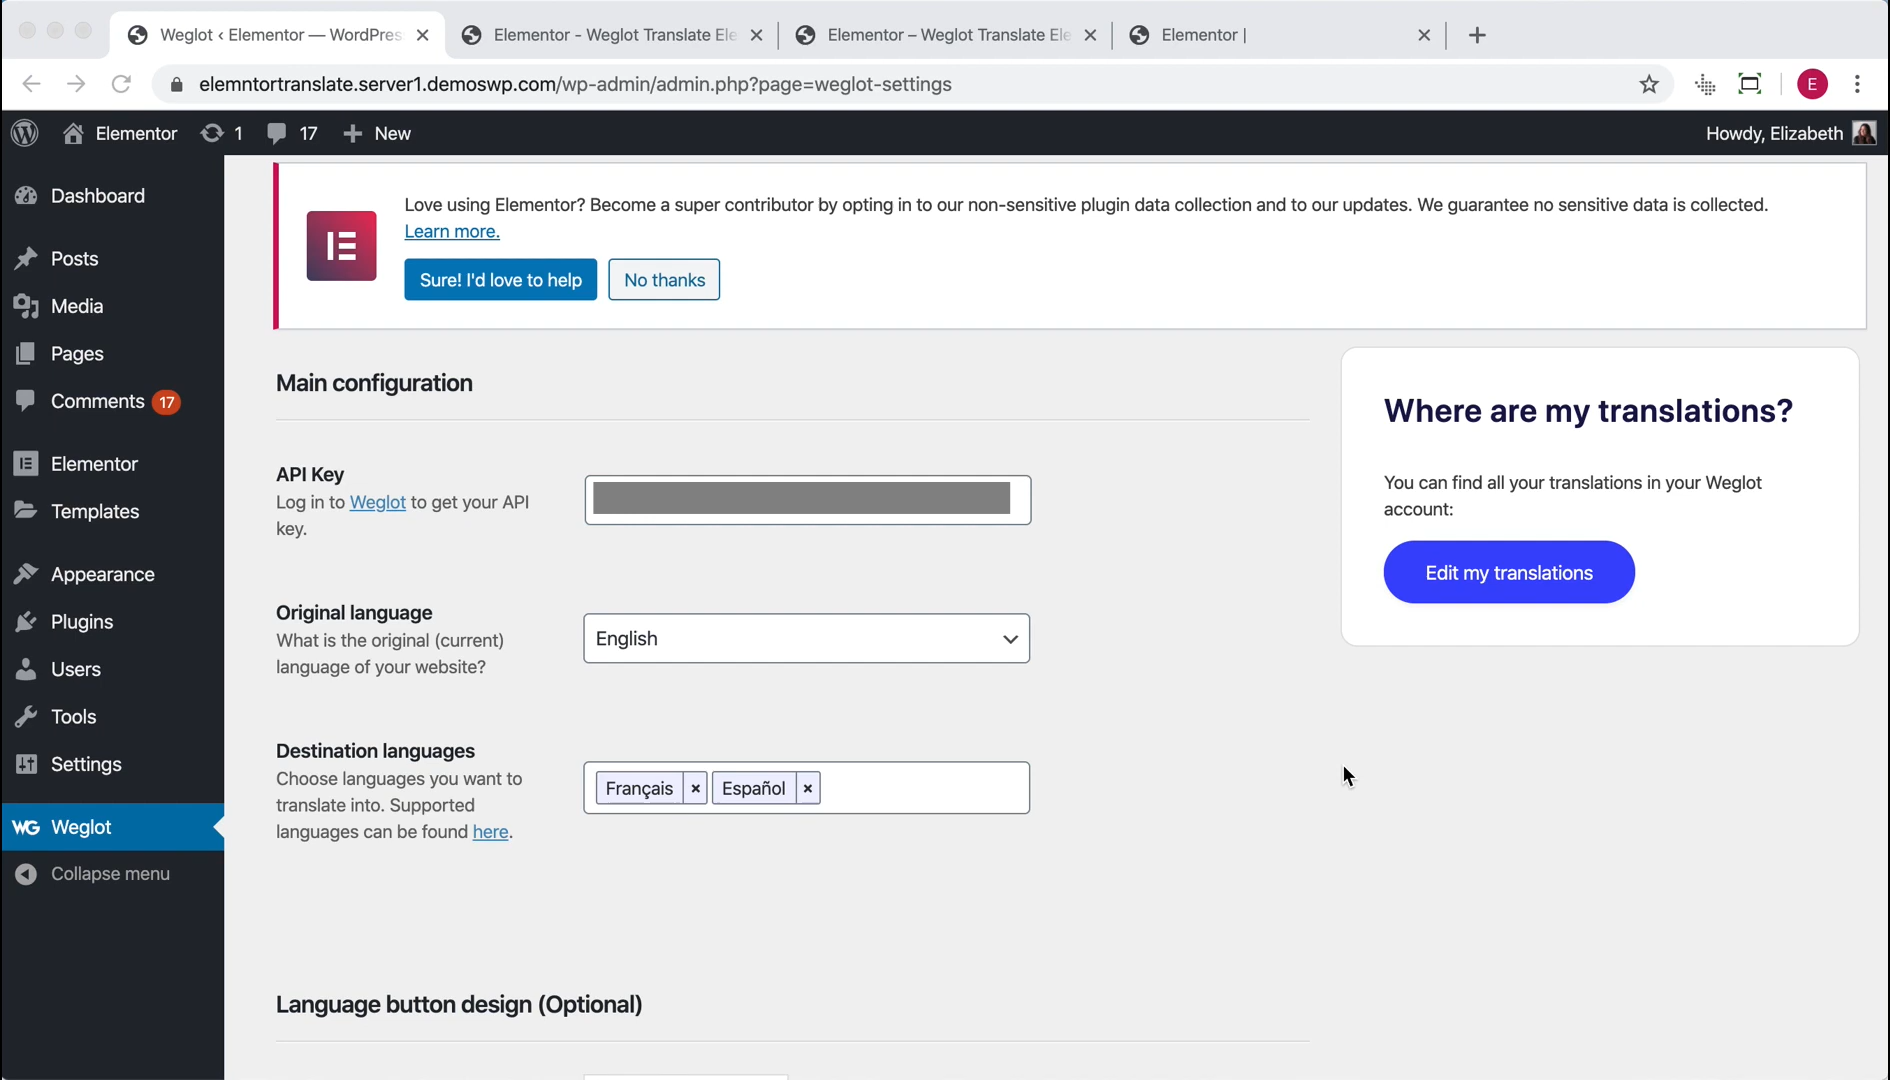 Weglot ‹ Elementor — WordPres
Elementor - Weglot Translate Ele
Elementor – Weglot Translate Ele
Elementor |
elemntortranslate.server1.demoswp.com/wp-admin/admin.php?page=weglot-settings
E
Elementor
1
17
New
Howdy, Elizabeth
Dashboard
Posts
Media
Pages
Comments 17
Elementor
Templates
Appearance
Plugins
Users
Tools
Settings
WG Weglot
Collapse menu
Love using Elementor? Become a super contributor by opting in to our non-sensitive plugin data collection and to our updates. We guarantee no sensitive data is collected.
Learn more.
Sure! I'd love to help
No thanks
Main configuration
API Key
Log in to Weglot to get your API
key.
Original language
What is the original (current)
language of your website?
English
Destination languages
Choose languages you want to
translate into. Supported
languages can be found here.
Français ×
Español ×
Language button design (Optional)
Where are my translations?
You can find all your translations in your Weglot
account:
Edit my translations